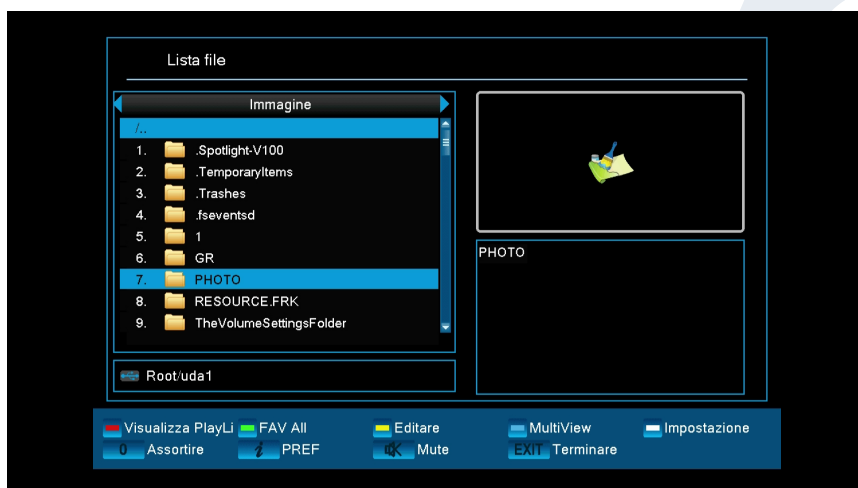 Lista file
Immagine
/..
1. .Spotlight-V100
2. .TemporaryItems
3. .Trashes
4. .fseventsd
5. 1
6. GR
7. PHOTO
8. RESOURCE.FRK
9. TheVolumeSettingsFolder
PHOTO
Root/uda1
Visualizza PlayLi FAV All Editare MultiView Impostazione
0 Assortire i PREF Mute EXIT Terminare